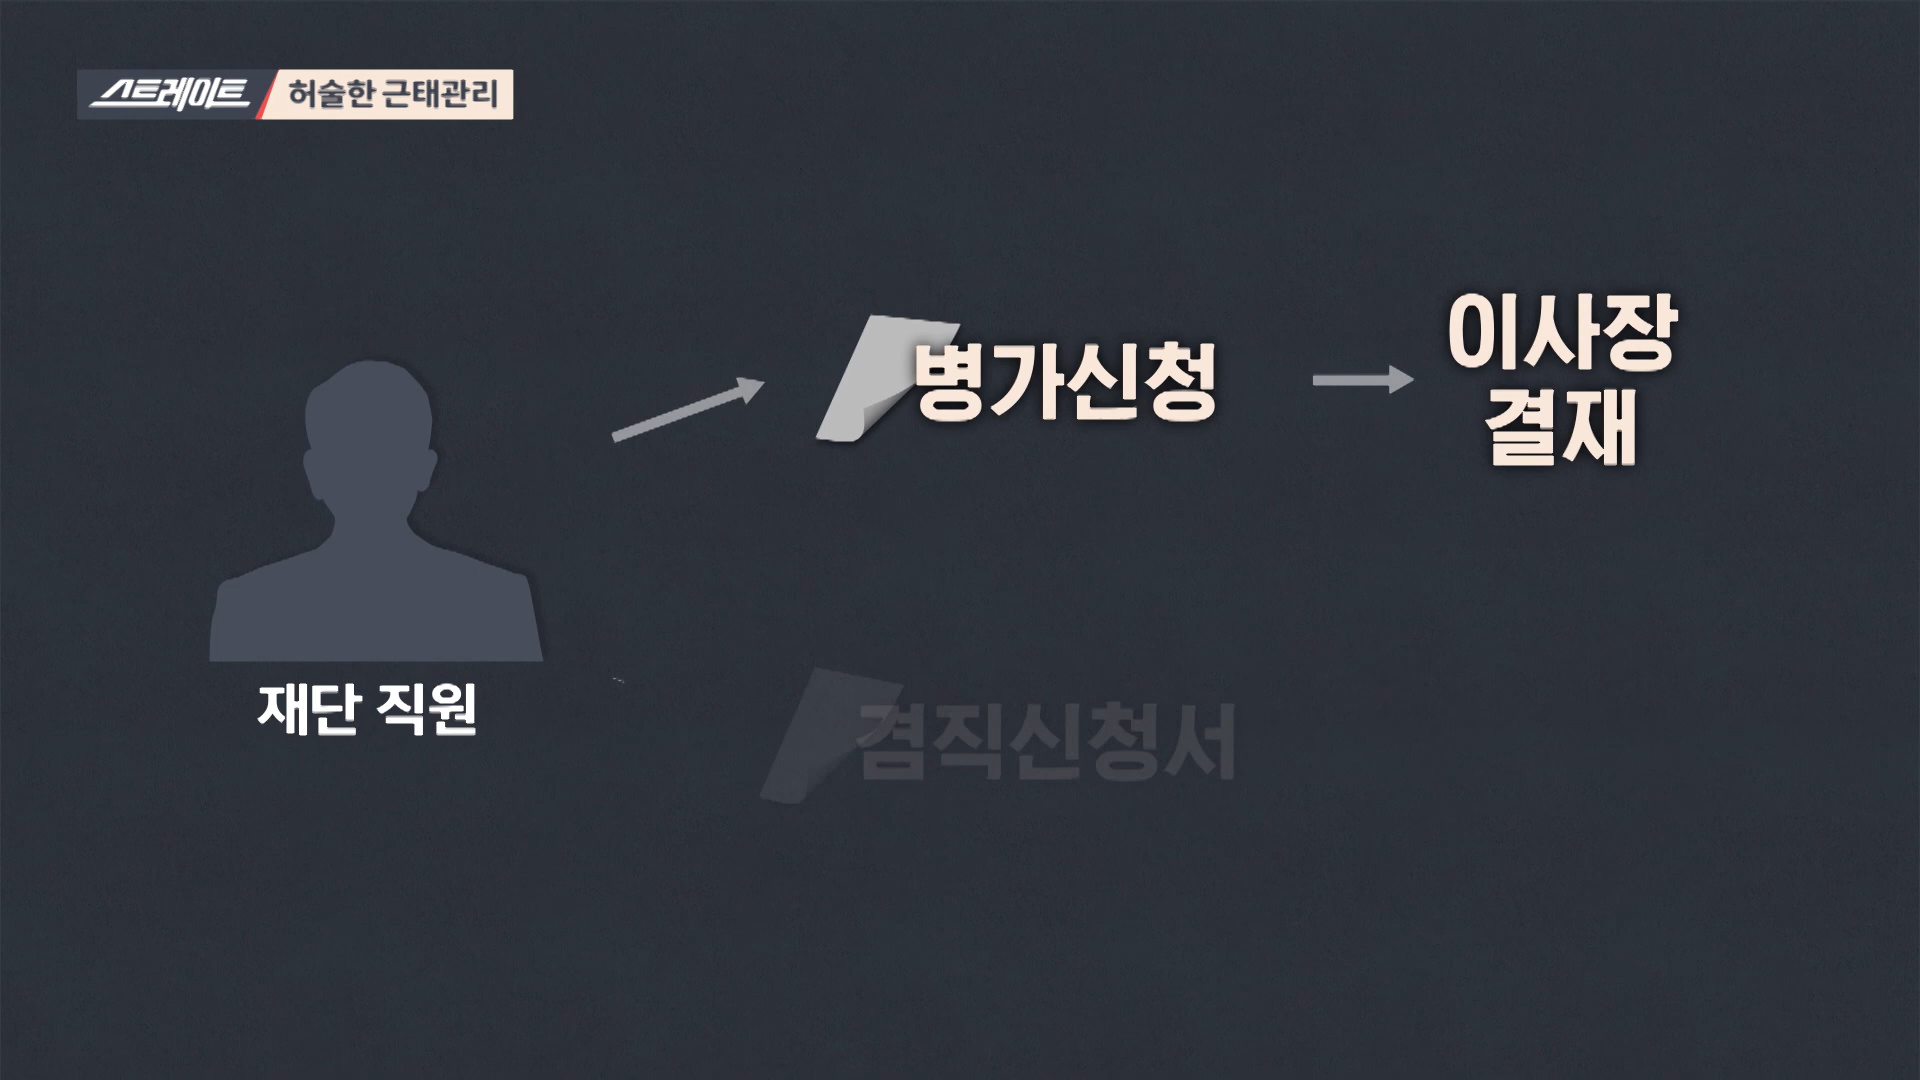 스트레이트 허술한 근태관리
병가신청
이사장
결재
재단 직원
겸직신청서